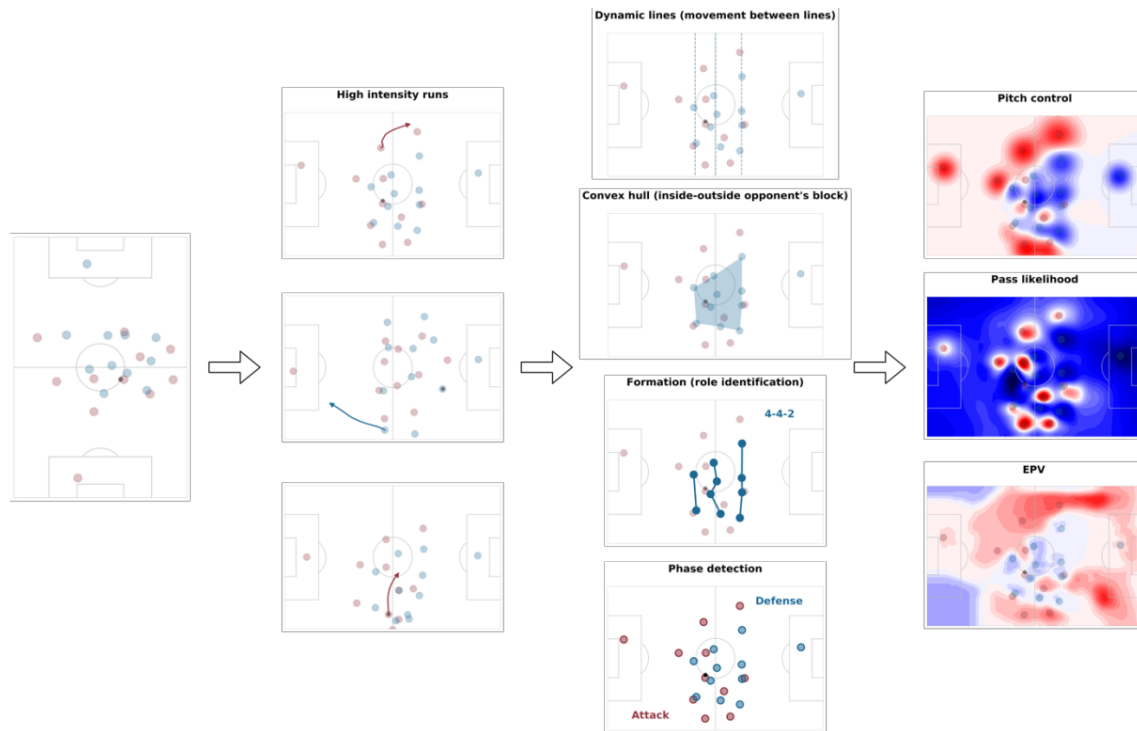 High intensity runs
Dynamic lines (movement between lines)
Convex hull (inside-outside opponent's block)
Formation (role identification)
4-4-2
Phase detection
Defense
Attack
Pitch control
Pass likelihood
EPV